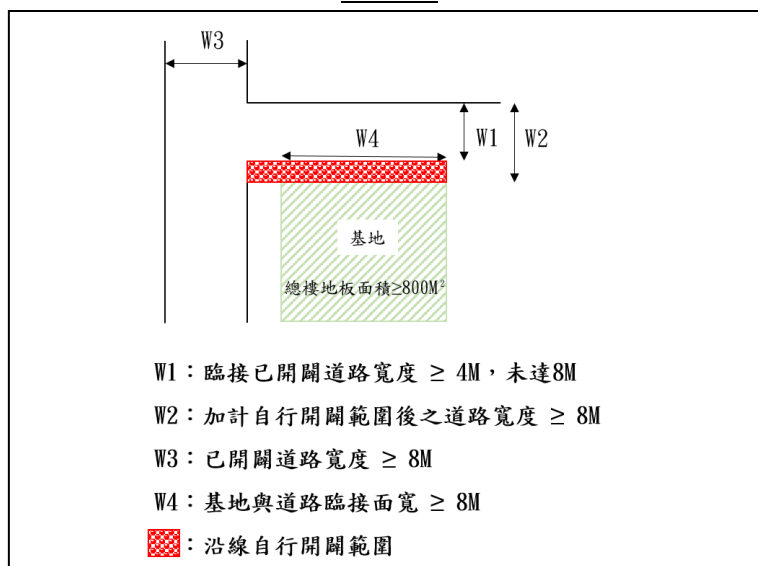 W3
W4
W1
W2
基地
總樓地板面積≥800M²
W1：臨接已開闢道路寬度 ≥ 4M，未達8M
W2：加計自行開闢範圍後之道路寬度 ≥ 8M
W3：已開闢道路寬度 ≥ 8M
W4：基地與道路臨接面寬 ≥ 8M
：沿線自行開闢範圍